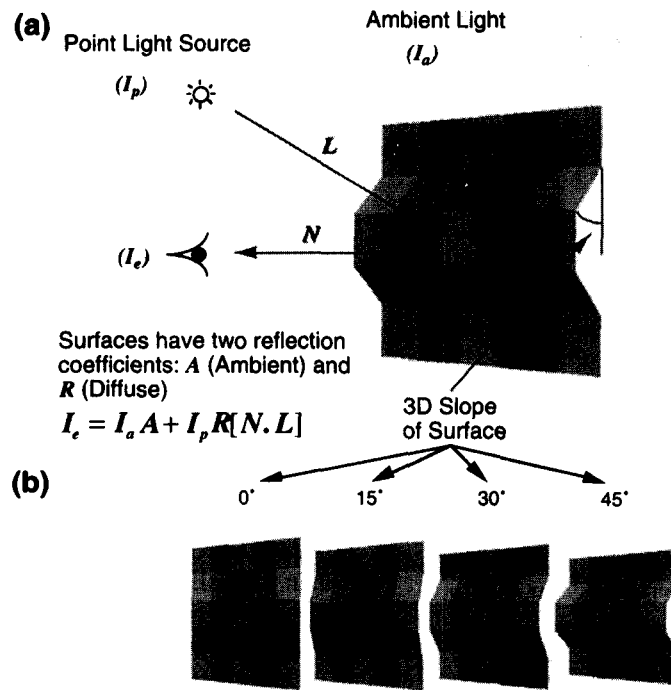 (a)
Ambient Light
(Iₐ)
Point Light Source
(Iₚ)
L
N
(Iₑ)
Surfaces have two reflection
coefficients: A (Ambient) and
R (Diffuse)
Iₑ = IₐA + IₚR[N.L]
3D Slope
of Surface
(b)
0° 15° 30° 45°